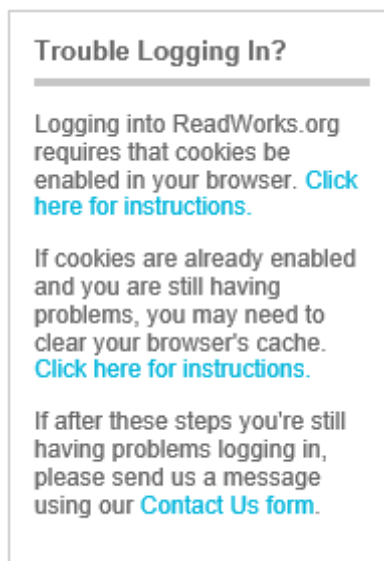 Trouble Logging In?
Logging into ReadWorks.org
requires that cookies be
enabled in your browser. Click
here for instructions.
If cookies are already enabled
and you are still having
problems, you may need to
clear your browser's cache.
Click here for instructions.
If after these steps you're still
having problems logging in,
please send us a message
using our Contact Us form.